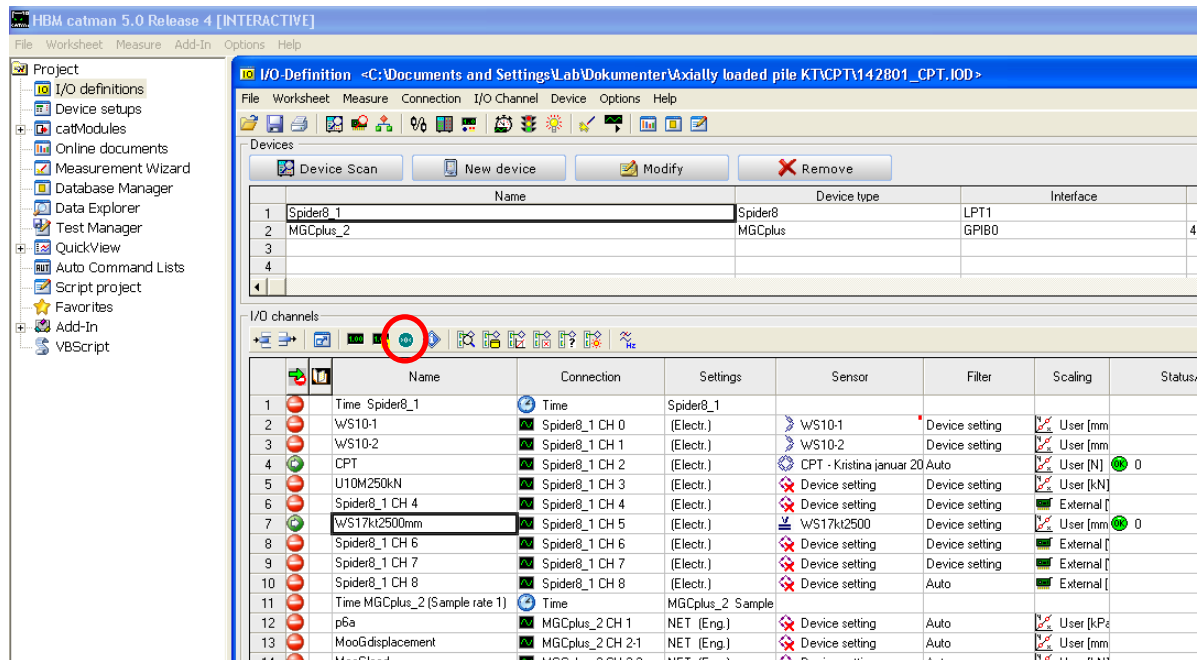 HBM catman 5.0 Release 4 [INTERACTIVE]
File Worksheet Measure Add-In Options Help
Project
I/O definitions
Device setups
catModules
Online documents
Measurement Wizard
Database Manager
Data Explorer
Test Manager
QuickView
Auto Command Lists
Script project
Favorites
Add-In
VBScript
I/O-Definition <C:\Documents and Settings\Lab\Dokumenter\Axially loaded pile KT\CPT\142801_CPT.IOD>
File Worksheet Measure Connection I/O Channel Device Options Help
Devices
Device Scan New device Modify Remove
Name Device type Interface
1 Spider8_1 Spider8 LPT1
2 MGCplus_2 MGCplus GPIB0 4
3
4
I/O channels
Name Connection Settings Sensor Filter Scaling Status/
1 Time Spider8_1 Time Spider8_1
2 WS10-1 Spider8_1 CH 0 (Electr.) WS10-1 Device setting User [mm
3 WS10-2 Spider8_1 CH 1 (Electr.) WS10-2 Device setting User [mm
4 CPT Spider8_1 CH 2 (Electr.) CPT - Kristina januar 20 Auto User [N] OK 0
5 U10M250kN Spider8_1 CH 3 (Electr.) Device setting Device setting User [kN]
6 Spider8_1 CH 4 Spider8_1 CH 4 (Electr.) Device setting Device setting External [
7 WS17kt2500mm Spider8_1 CH 5 (Electr.) WS17kt2500 Device setting User [mm OK 0
8 Spider8_1 CH 6 Spider8_1 CH 6 (Electr.) Device setting Device setting External [
9 Spider8_1 CH 7 Spider8_1 CH 7 (Electr.) Device setting Device setting External [
10 Spider8_1 CH 8 Spider8_1 CH 8 (Electr.) Device setting Auto External [
11 Time MGCplus_2 (Sample rate 1) Time MGCplus_2 Sample
12 p6a MGCplus_2 CH 1 NET (Eng.) Device setting Auto User [kPa
13 MooGdisplacement MGCplus_2 CH 2-1 NET (Eng.) Device setting Auto User [mm